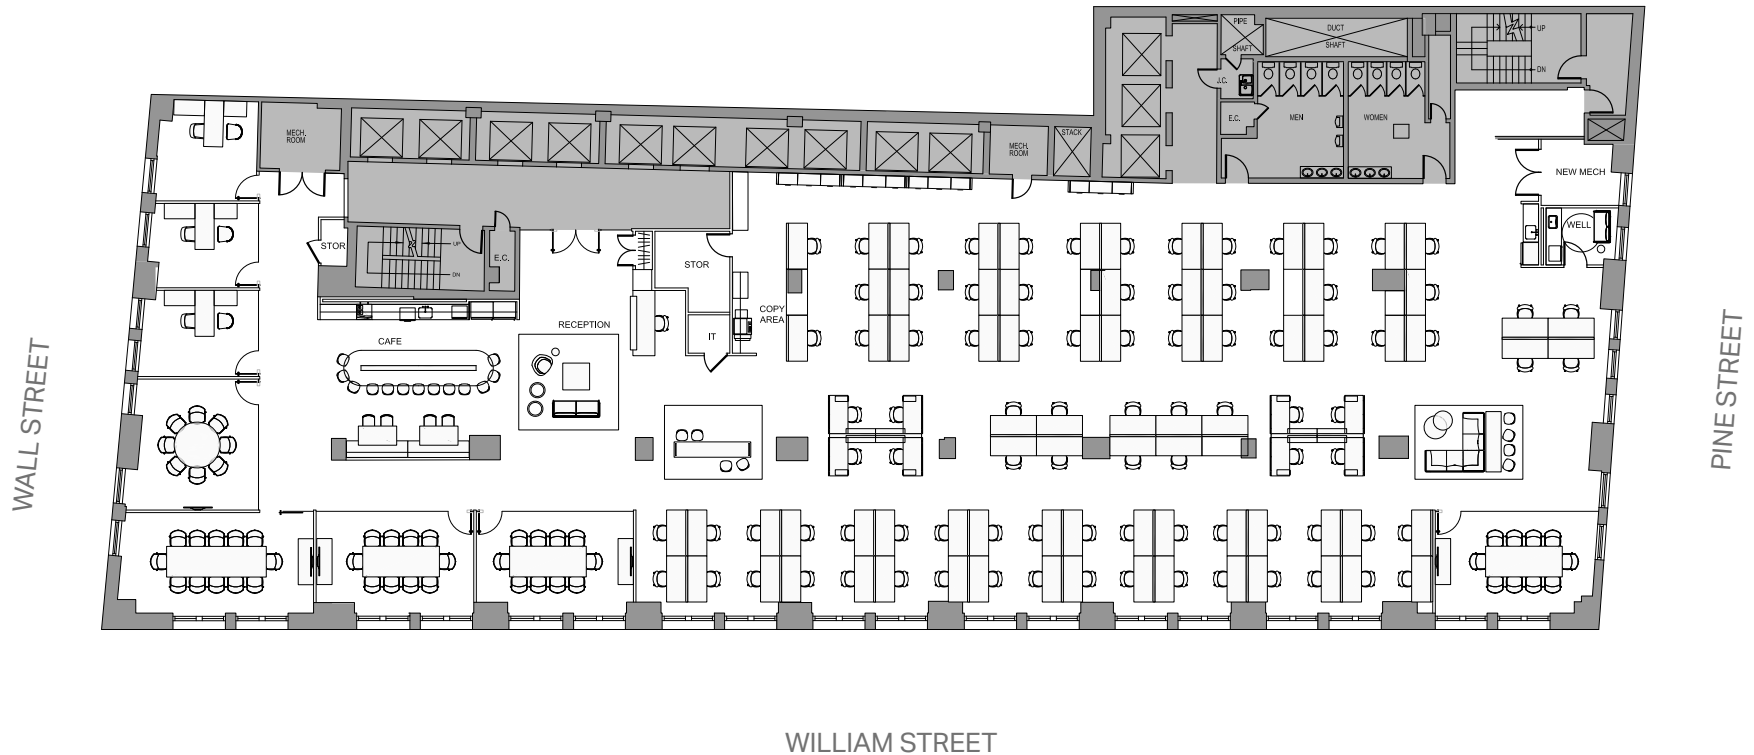 PIPE
SHAFT
DUCT
SHAFT
UP
DN
J.C.
E.C.
MEN
WOMEN
MECH.
ROOM
STACK
MECH.
ROOM
NEW MECH
WELL
STOR
UP
DN
E.C.
STOR
COPY
AREA
IT
RECEPTION
CAFE
WALL STREET
PINE STREET
WILLIAM STREET